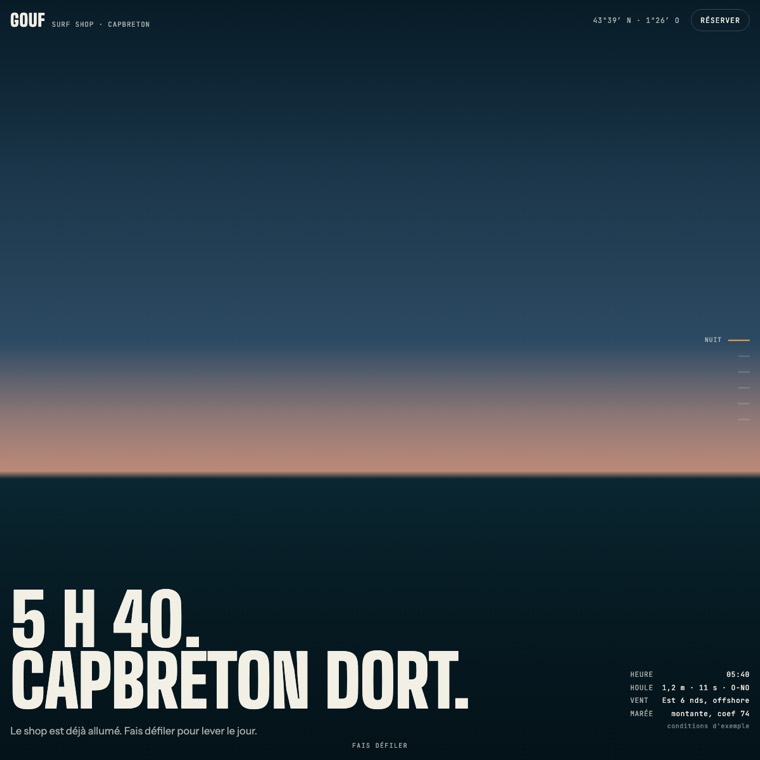 GOUF SURF SHOP · CAPBRETON
43°39′ N · 1°26′ O
RÉSERVER
NUIT
5 H 40.
CAPBRETON DORT.
Le shop est déjà allumé. Fais défiler pour lever le jour.
HEURE 05:40
HOULE 1,2 m · 11 s · O-NO
VENT Est 6 nds, offshore
MARÉE montante, coef 74
conditions d'exemple
FAIS DÉFILER